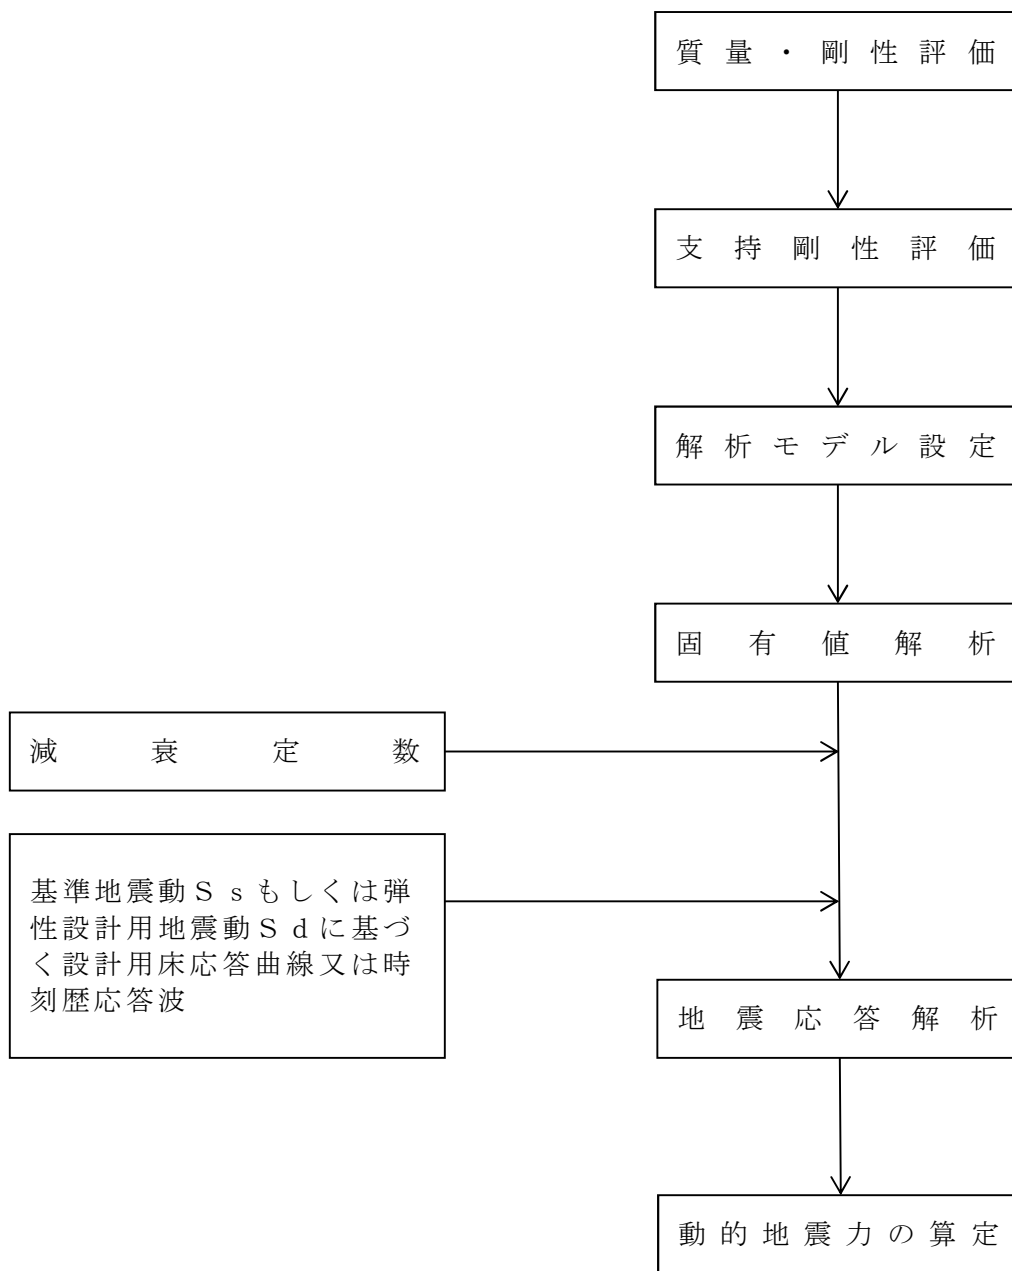 質量・剛性評価
支持剛性評価
解析モデル設定
固有値解析
減衰定数
基準地震動Ｓｓもしくは弾
性設計用地震動Ｓｄに基づ
く設計用床応答曲線又は時
刻歴応答波
地震応答解析
動的地震力の算定